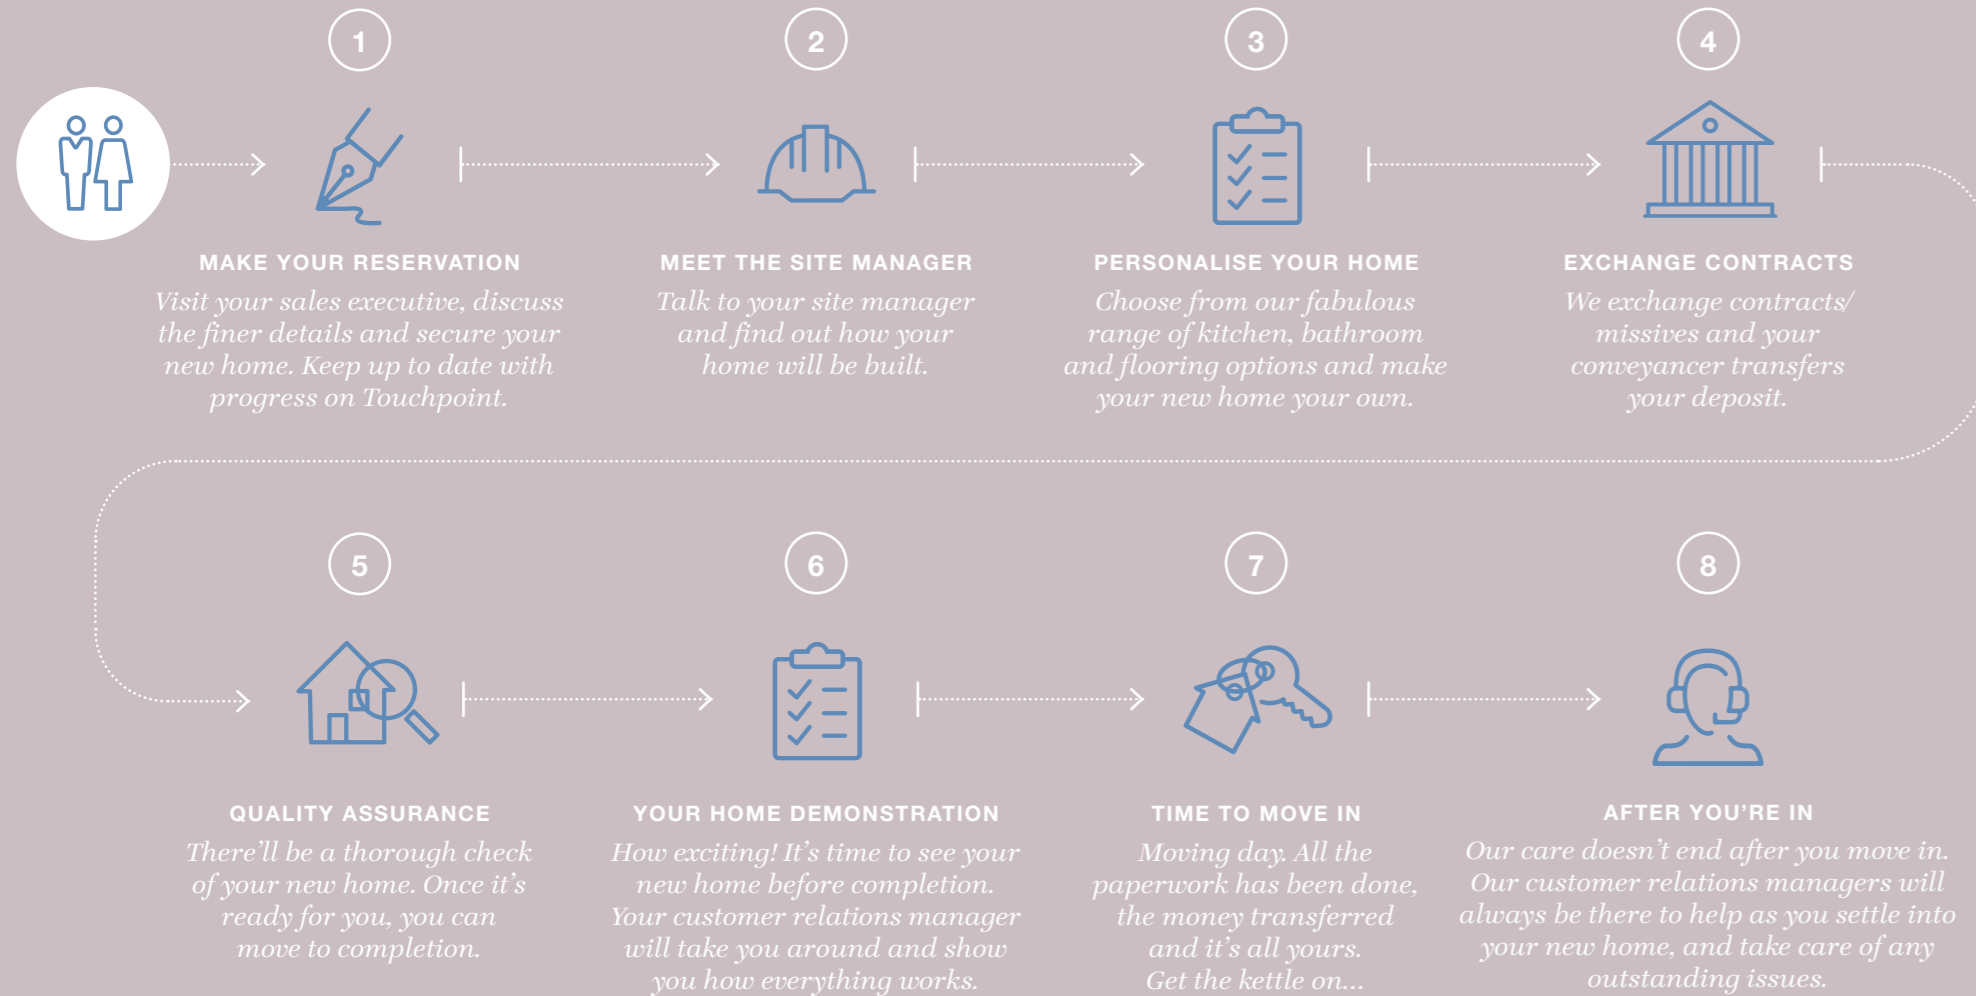 1
MAKE YOUR RESERVATION
Visit your sales executive, discuss
the finer details and secure your
new home. Keep up to date with
progress on Touchpoint.
2
MEET THE SITE MANAGER
Talk to your site manager
and find out how your
home will be built.
3
PERSONALISE YOUR HOME
Choose from our fabulous
range of kitchen, bathroom
and flooring options and make
your new home your own.
4
EXCHANGE CONTRACTS
We exchange contracts/
missives and your
conveyancer transfers
your deposit.
5
QUALITY ASSURANCE
There’ll be a thorough check
of your new home. Once it’s
ready for you, you can
move to completion.
6
YOUR HOME DEMONSTRATION
How exciting! It’s time to see your
new home before completion.
Your customer relations manager
will take you around and show
you how everything works.
7
TIME TO MOVE IN
Moving day. All the
paperwork has been done,
the money transferred
and it’s all yours.
Get the kettle on…
8
AFTER YOU’RE IN
Our care doesn’t end after you move in.
Our customer relations managers will
always be there to help as you settle into
your new home, and take care of any
outstanding issues.